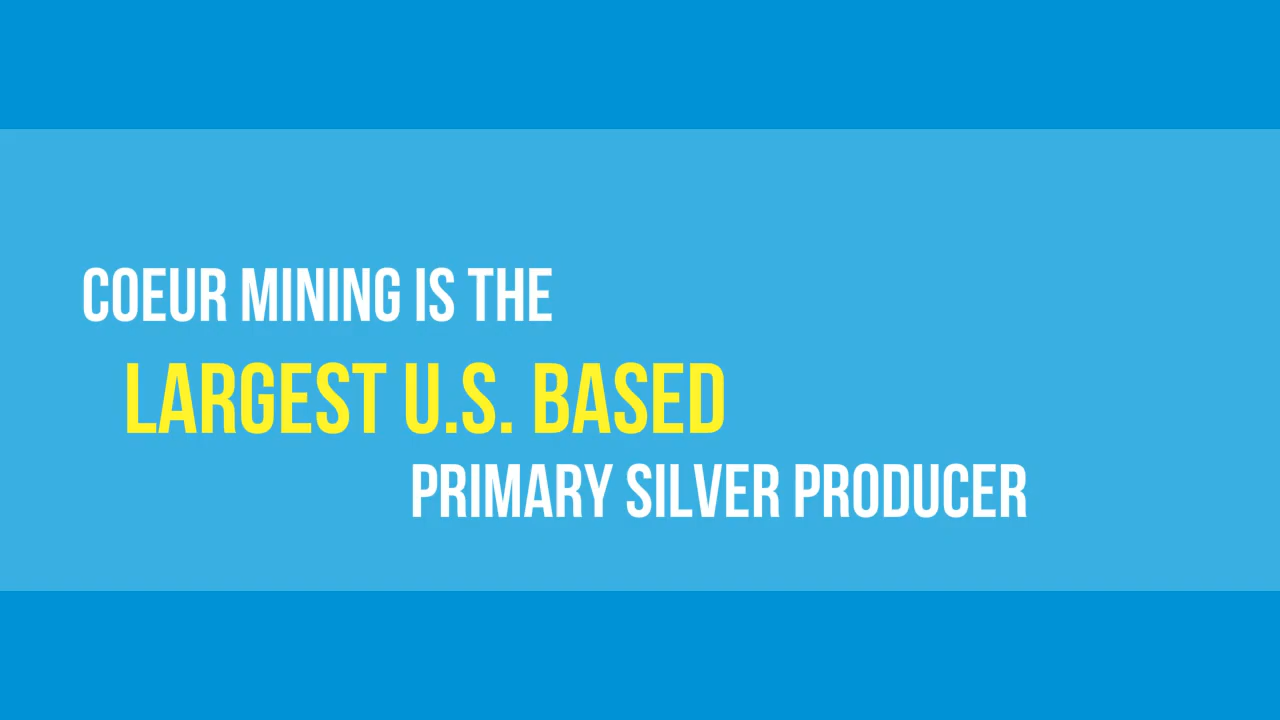 COEUR MINING IS THE
LARGEST U.S. BASED
PRIMARY SILVER PRODUCER